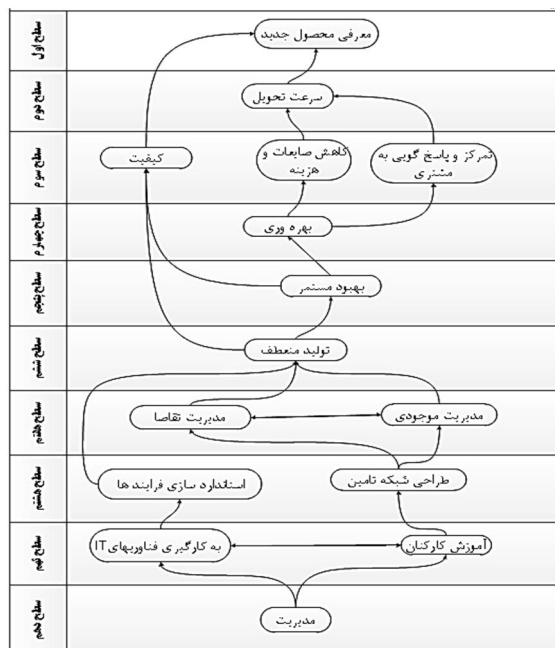 سطح اول
معرفی محصول جدید
سطح دوم
سرعت تحویل
سطح سوم
تمرکز و پاسخ گویی به
مشتری
کاهش ضایعات و
هزینه
کیفیت
سطح چهارم
بهره وری
سطح پنجم
بهبود مستمر
سطح ششم
تولید منعطف
سطح هفتم
مدیریت موجودی
مدیریت تقاضا
سطح هشتم
طراحی شبکه تامین
استاندارد سازی فرایند ها
سطح نهم
آموزش کارکنان
به کارگیری فناوریهای IT
سطح دهم
مدیریت